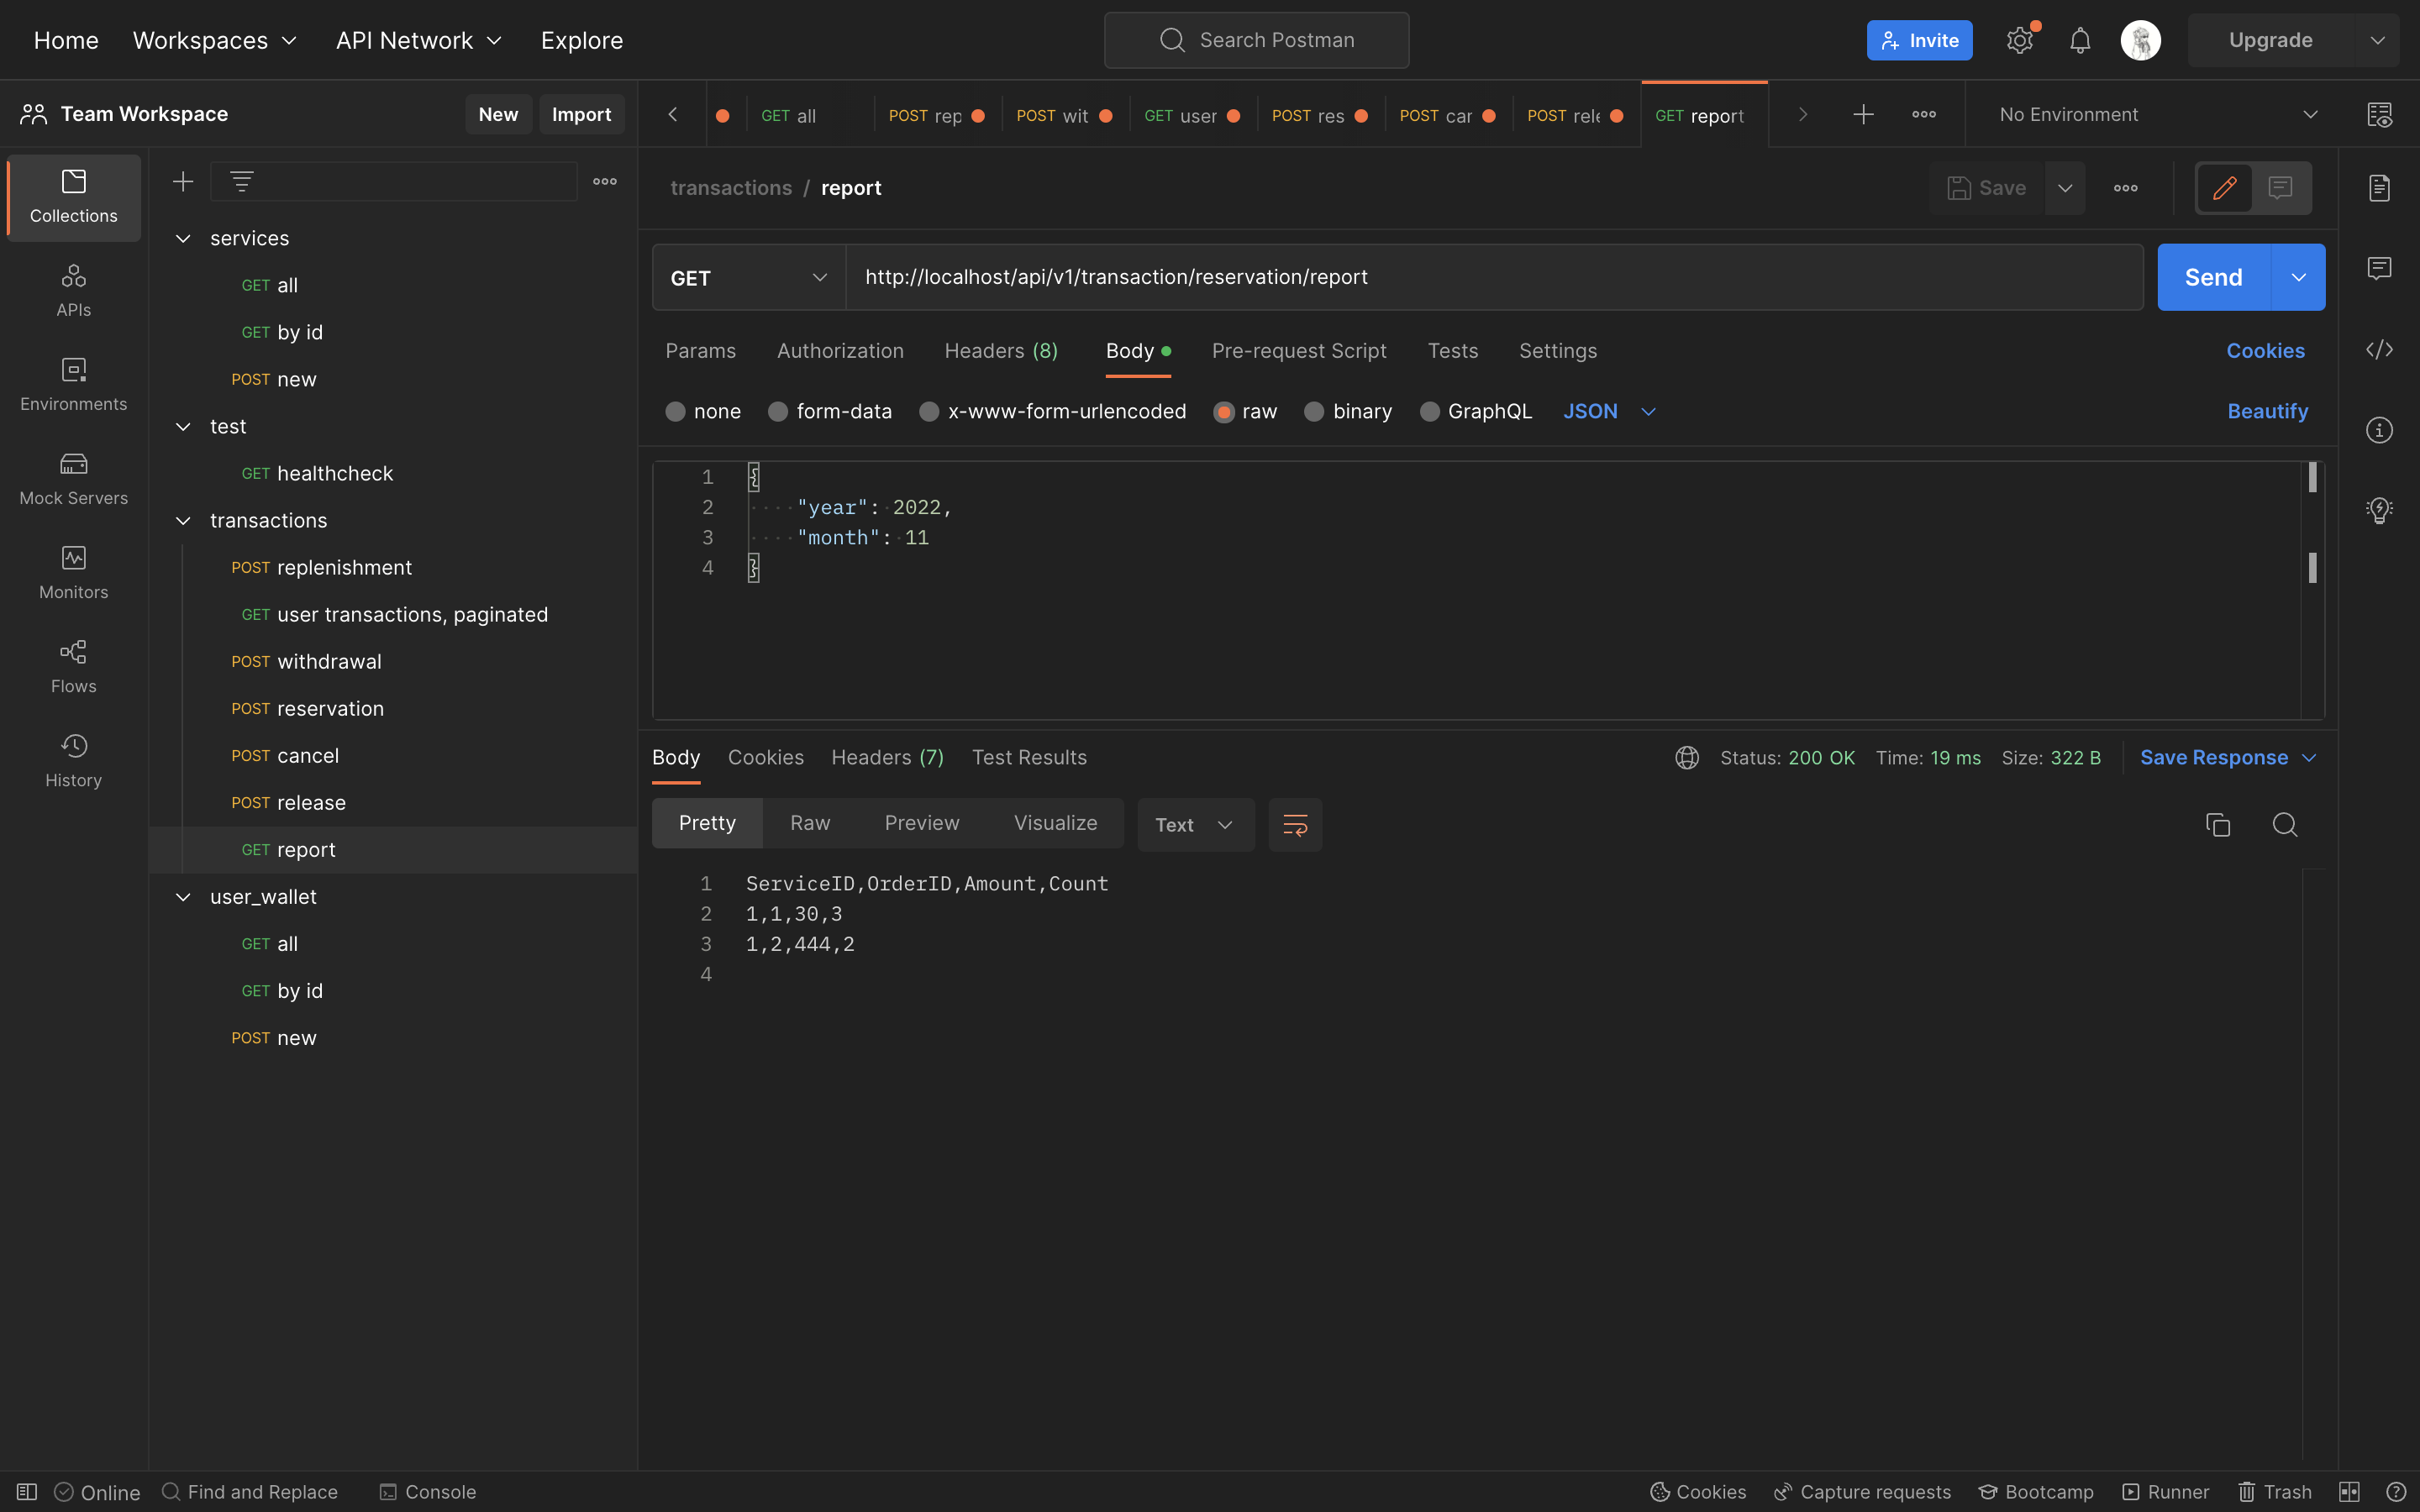 Home Workspaces API Network Explore Search Postman Invite Upgrade
Team Workspace New Import
GET all POST rep POST wit GET user POST res POST car POST rele GET report No Environment
Collections
APIs
Environments
Mock Servers
Monitors
Flows
History
services
GET all
GET by id
POST new
test
GET healthcheck
transactions
POST replenishment
GET user transactions, paginated
POST withdrawal
POST reservation
POST cancel
POST release
GET report
user_wallet
GET all
GET by id
POST new
transactions / report Save
GET http://localhost/api/v1/transaction/reservation/report Send
Params Authorization Headers (8) Body Pre-request Script Tests Settings Cookies
none form-data x-www-form-urlencoded raw binary GraphQL JSON Beautify
1 {
2 "year": 2022,
3 "month": 11
4 }
Body Cookies Headers (7) Test Results Status: 200 OK Time: 19 ms Size: 322 B Save Response
Pretty Raw Preview Visualize Text
1 ServiceID,OrderID,Amount,Count
2 1,1,30,3
3 1,2,444,2
4
Online Find and Replace Console Cookies Capture requests Bootcamp Runner Trash